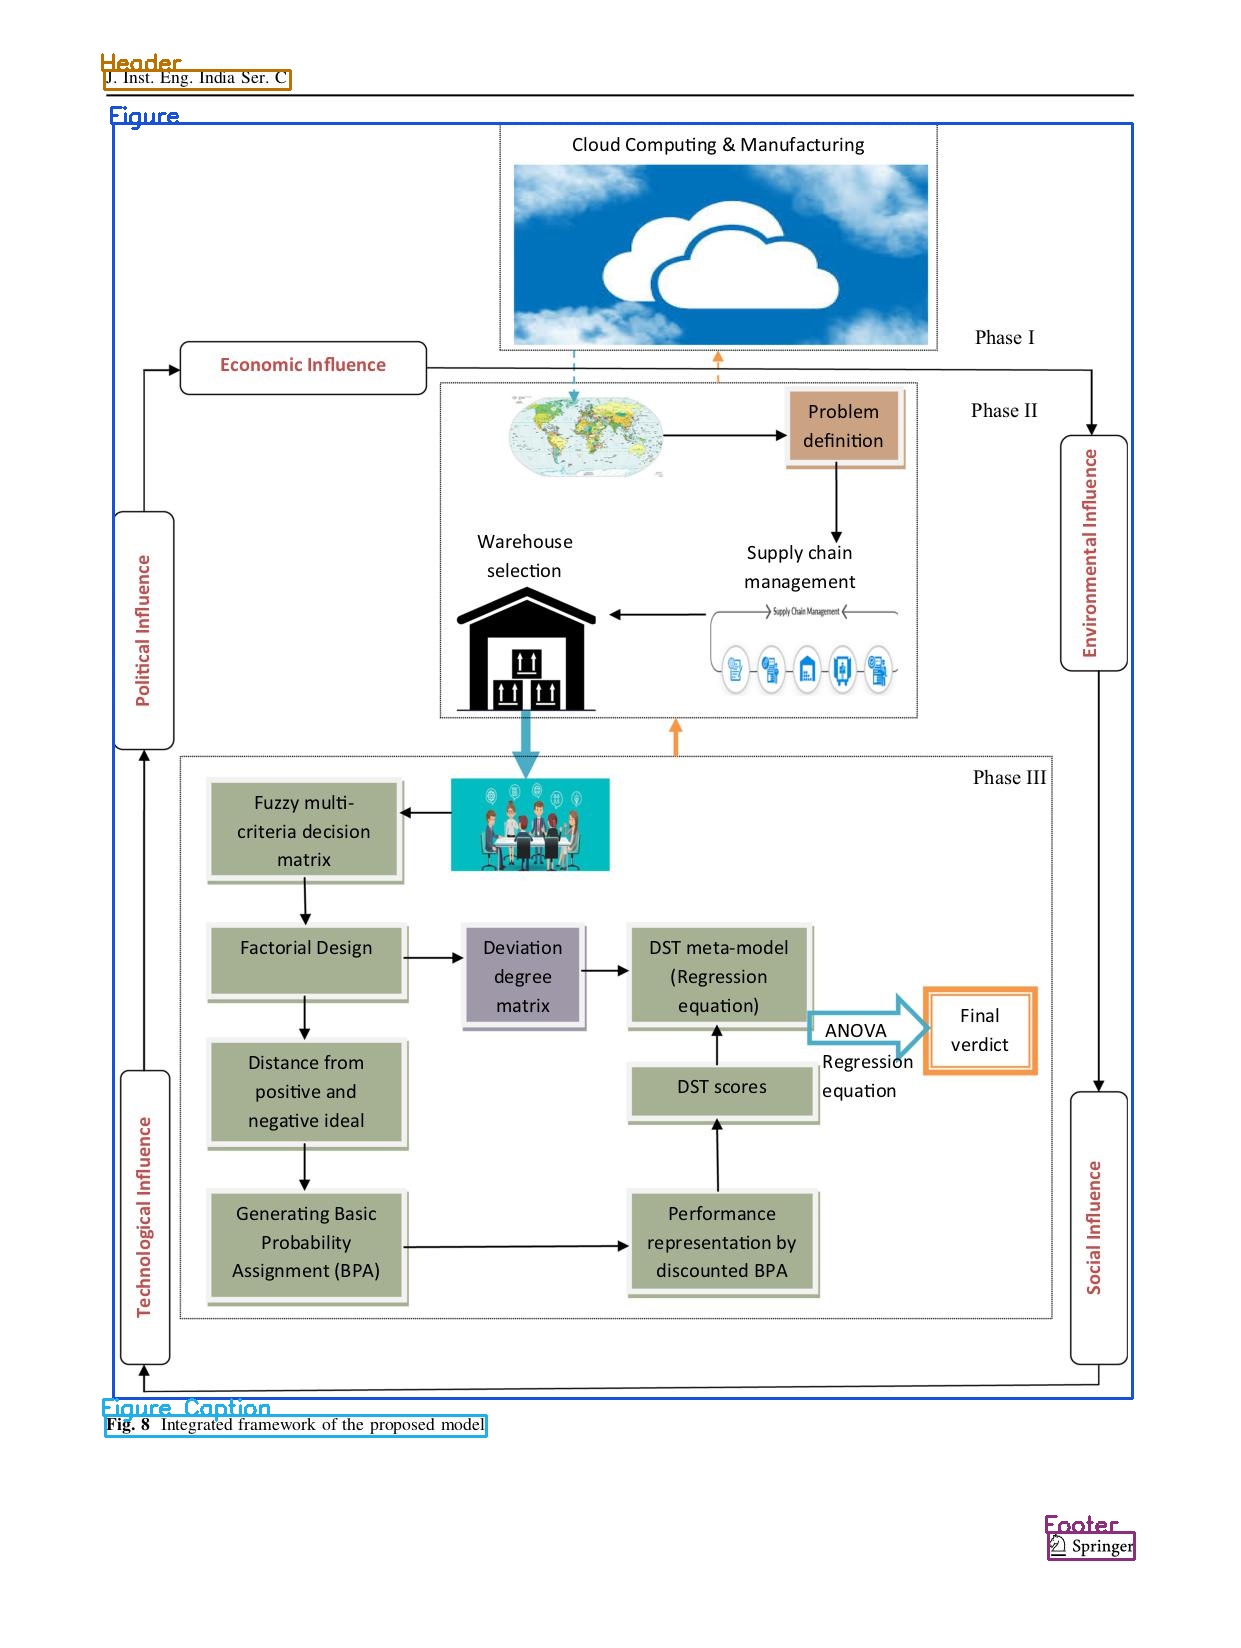 Header
J. Inst. Eng. India Ser. C
Figure
Cloud Computing & Manufacturing
Phase I
Economic Influence
Phase II
Problem
definition
Environmental Influence
Warehouse
selection
Supply chain
management
Supply Chain Management
Political Influence
Phase III
Fuzzy multi-
criteria decision
matrix
Factorial Design
Deviation
degree
matrix
DST meta-model
(Regression
equation)
ANOVA
Regression
equation
Final
verdict
Distance from
positive and
negative ideal
DST scores
Technological Influence
Generating Basic
Probability
Assignment (BPA)
Performance
representation by
discounted BPA
Social Influence
Figure Caption
Fig. 8 Integrated framework of the proposed model
Footer
Springer